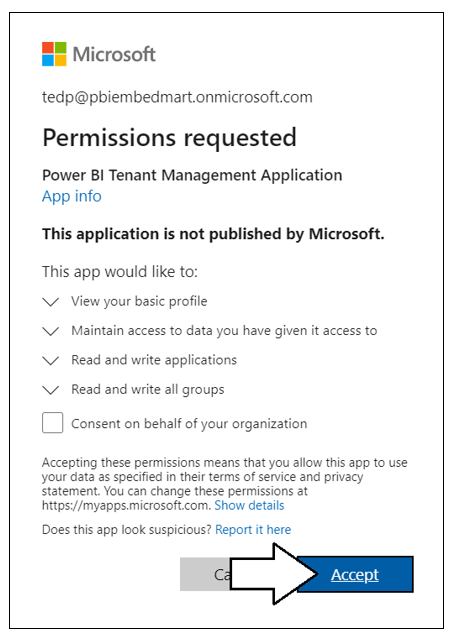 Microsoft
tedp@pbiembedmart.onmicrosoft.com
Permissions requested
Power BI Tenant Management Application
App info
This application is not published by Microsoft.
This app would like to:
View your basic profile
Maintain access to data you have given it access to
Read and write applications
Read and write all groups
Consent on behalf of your organization
Accepting these permissions means that you allow this app to use
your data as specified in their terms of service and privacy
statement. You can change these permissions at
https://myapps.microsoft.com. Show details
Does this app look suspicious? Report it here
Accept